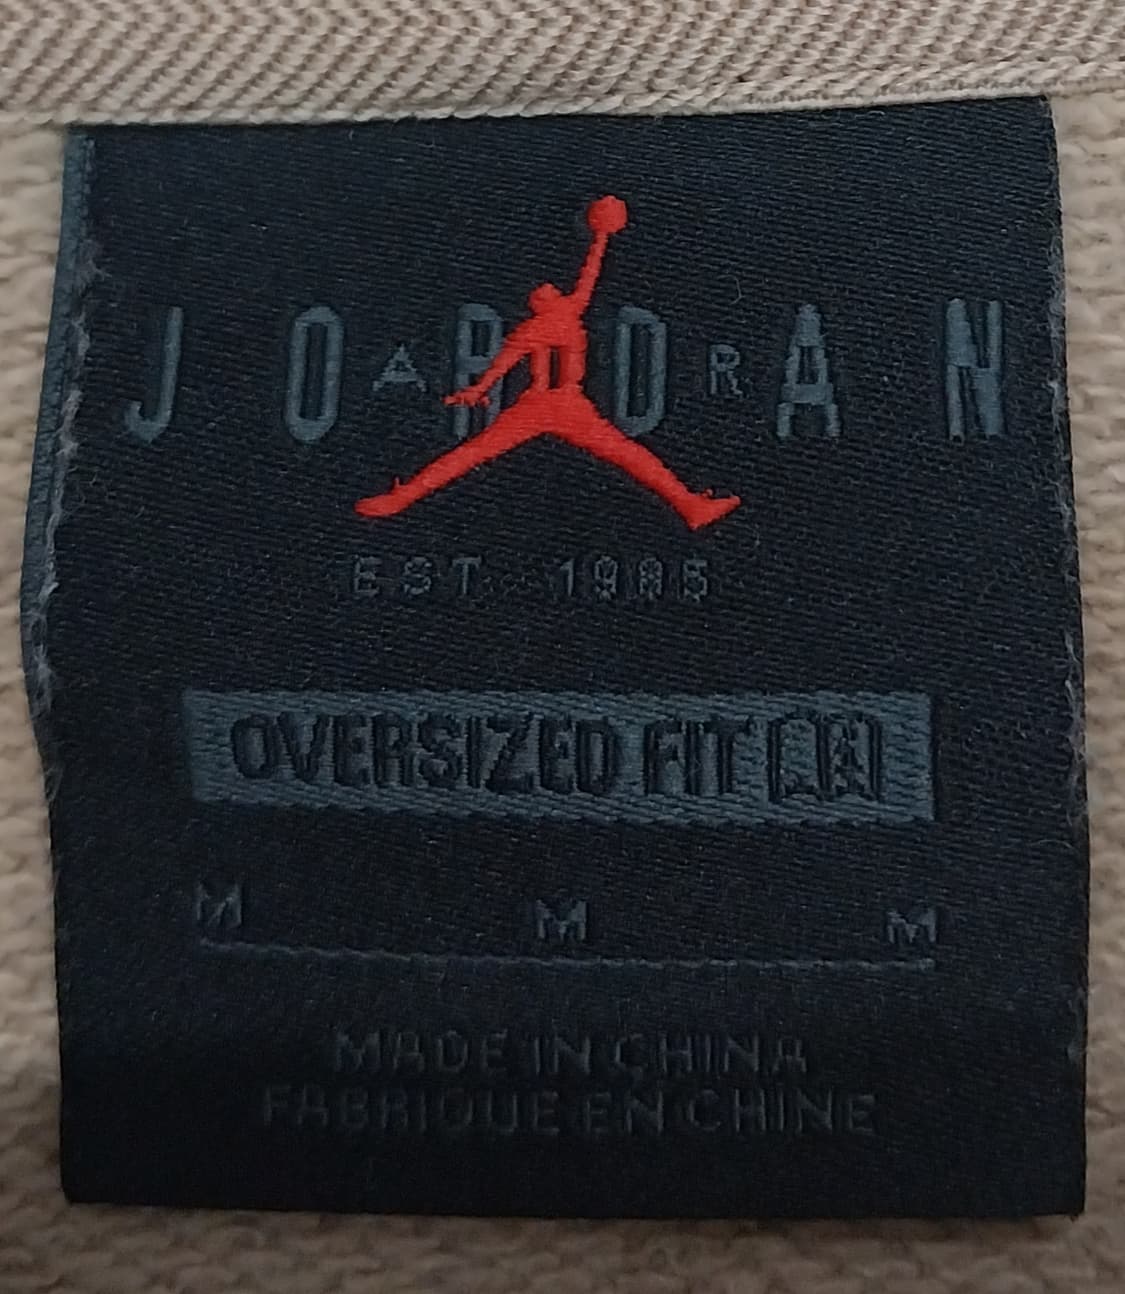 JORDAN
A R
EST. 1985
OVERSIZED FIT
M M M
MADE IN CHINA
FABRIQUE EN CHINE